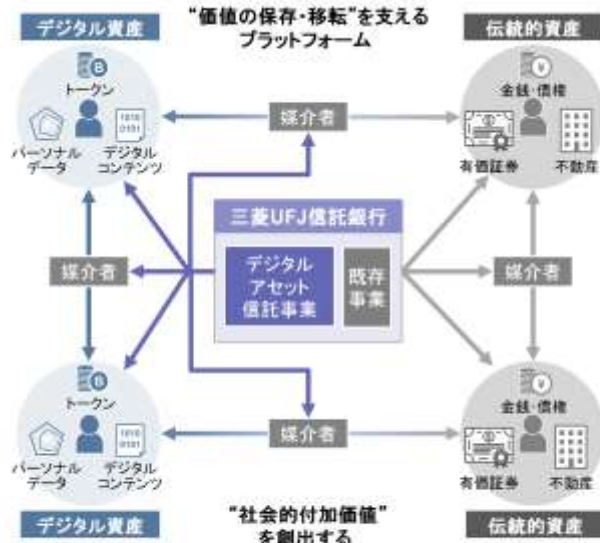 デジタル資産
“価値の保存・移転”を支える
プラットフォーム
伝統的資産
トークン
パーソナル
データ
デジタル
コンテンツ
媒介者
金銭・債権
有価証券
不動産
三菱UFJ信託銀行
デジタル
アセット
信託事業
既存
事業
媒介者
媒介者
トークン
パーソナル
データ
デジタル
コンテンツ
媒介者
金銭・債権
有価証券
不動産
デジタル資産
“社会的付加価値”
を創出する
伝統的資産